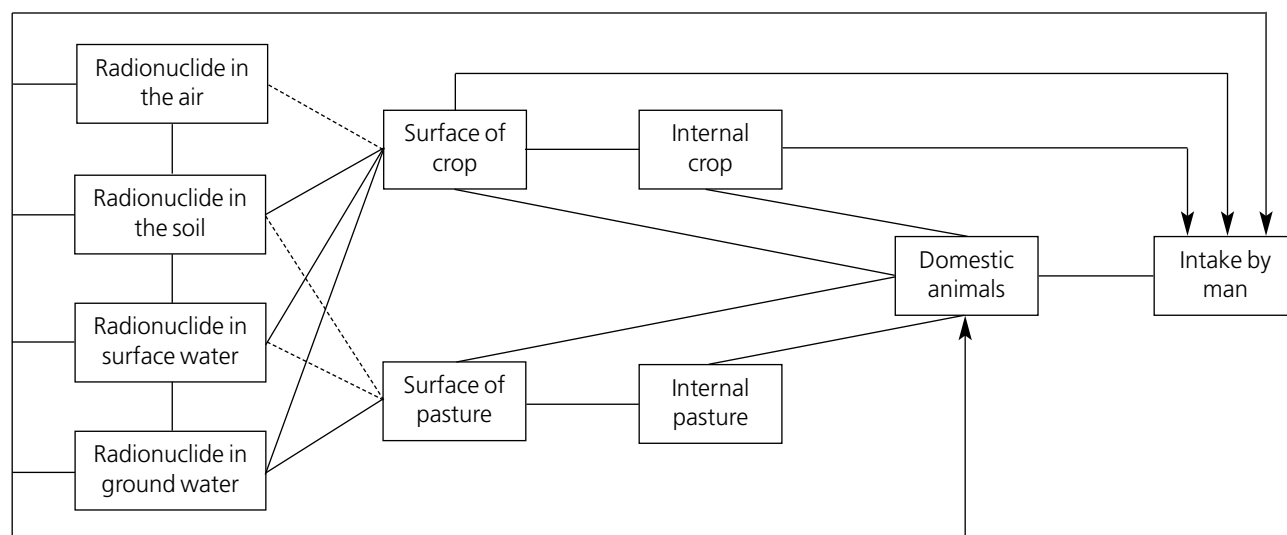 Radionuclide in
the air
Surface of
crop
Internal
crop
Radionuclide in
the soil
Domestic
animals
Intake by
man
Radionuclide in
surface water
Surface of
pasture
Internal
pasture
Radionuclide in
ground water